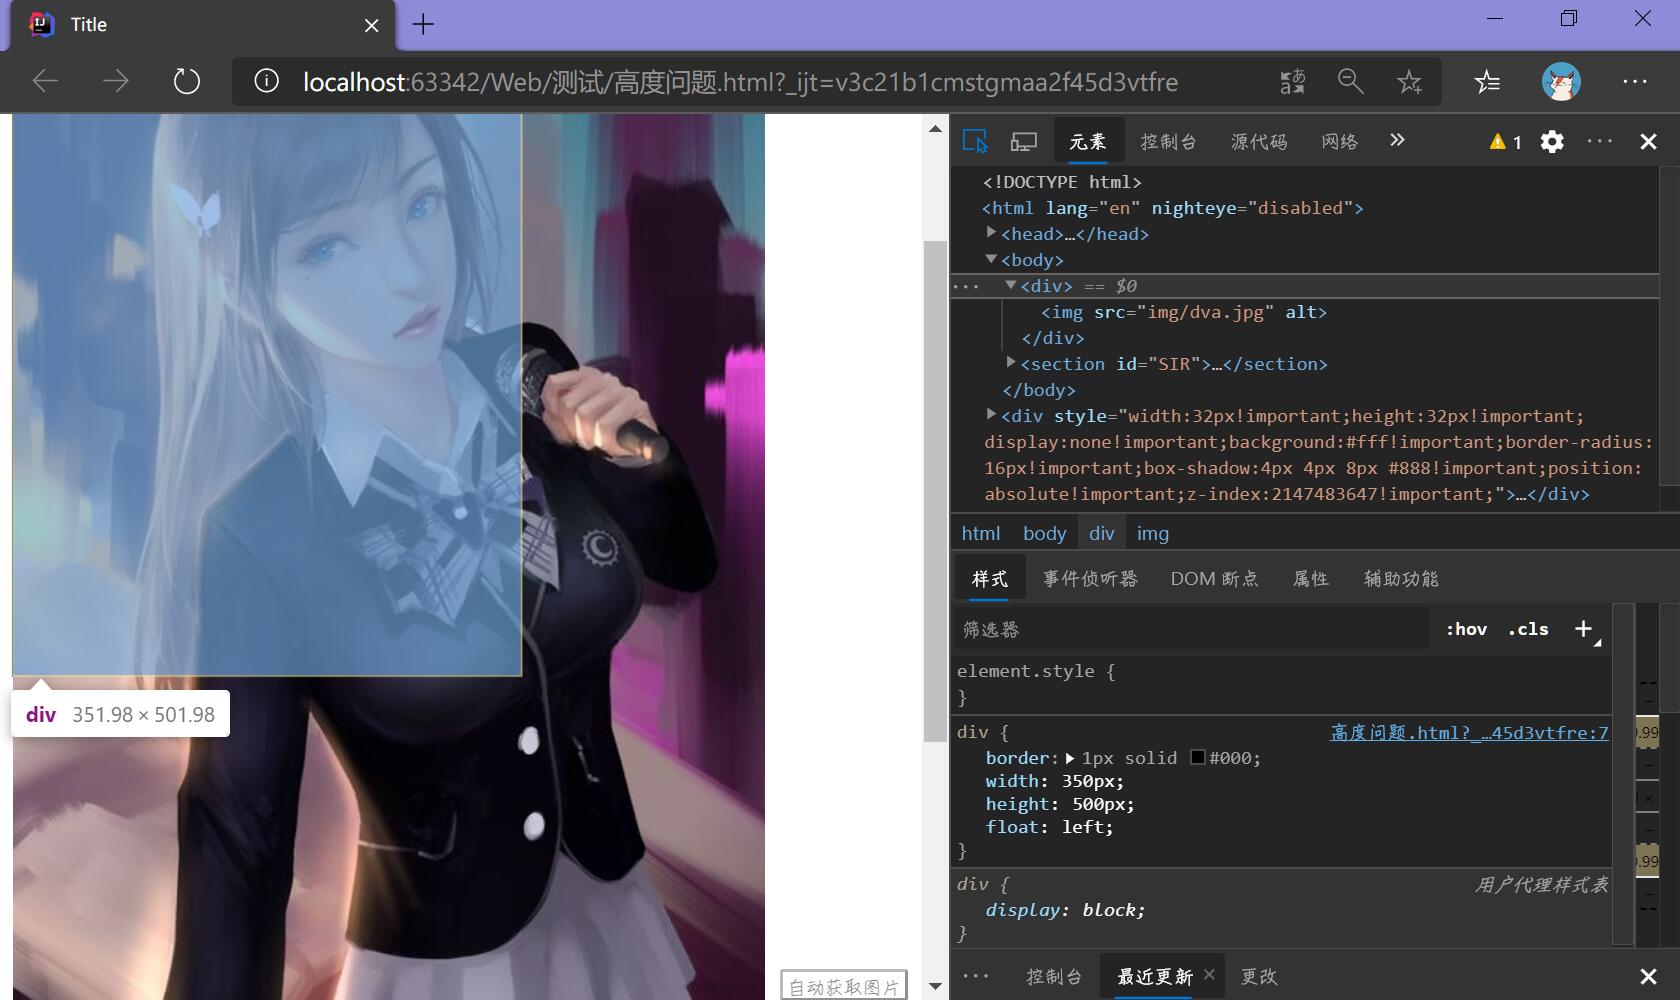 Title
localhost:63342/Web/测试/高度问题.html?_ijt=v3c21b1cmstgmaa2f45d3vtfre
元素 控制台 源代码 网络 1
<!DOCTYPE html>
<html lang="en" nighteye="disabled">
<head>…</head>
<body>
<div> == $0
<img src="img/dva.jpg" alt>
</div>
<section id="SIR">…</section>
</body>
<div style="width:32px!important;height:32px!important;
display:none!important;background:#fff!important;border-radius:
16px!important;box-shadow:4px 4px 8px #888!important;position:
absolute!important;z-index:2147483647!important;">…</div>
html body div img
样式 事件侦听器 DOM 断点 属性 辅助功能
筛选器 :hov .cls +
element.style {
}
div { 高度问题.html?_…45d3vtfre:7
border: 1px solid #000;
width: 350px;
height: 500px;
float: left;
}
div { 用户代理样式表
display: block;
}
控制台 最近更新 更改
div 351.98 × 501.98
自动获取图片